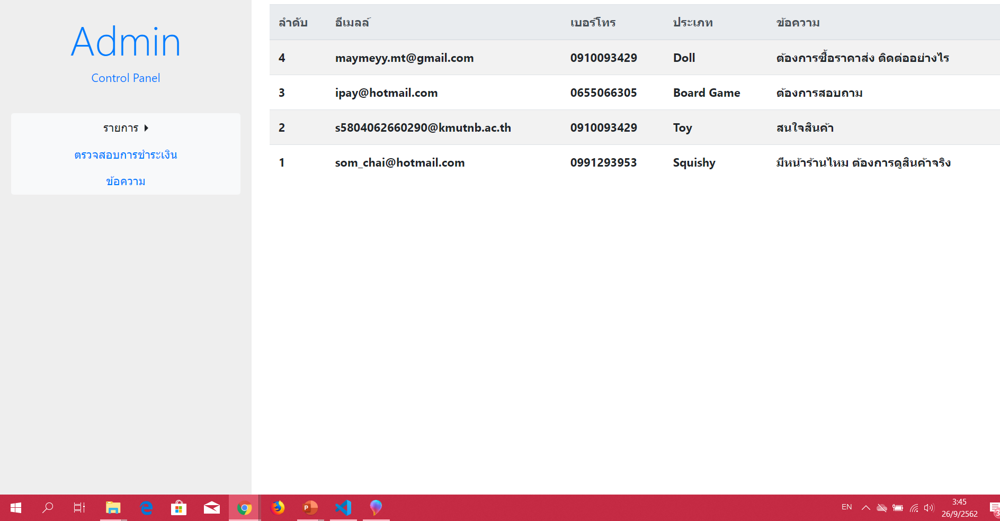 Admin
Control Panel
รายการ
ตรวจสอบการชำระเงิน
ข้อความ
ลำดับ อีเมลล์ เบอร์โทร ประเภท ข้อความ
4 maymeyy.mt@gmail.com 0910093429 Doll ต้องการซื้อราคาส่ง ติดต่ออย่างไร
3 ipay@hotmail.com 0655066305 Board Game ต้องการสอบถาม
2 s5804062660290@kmutnb.ac.th 0910093429 Toy สนใจสินค้า
1 som_chai@hotmail.com 0991293953 Squishy มีหน้าร้านไหม ต้องการดูสินค้าจริง
EN 3:45
26/9/2562
3